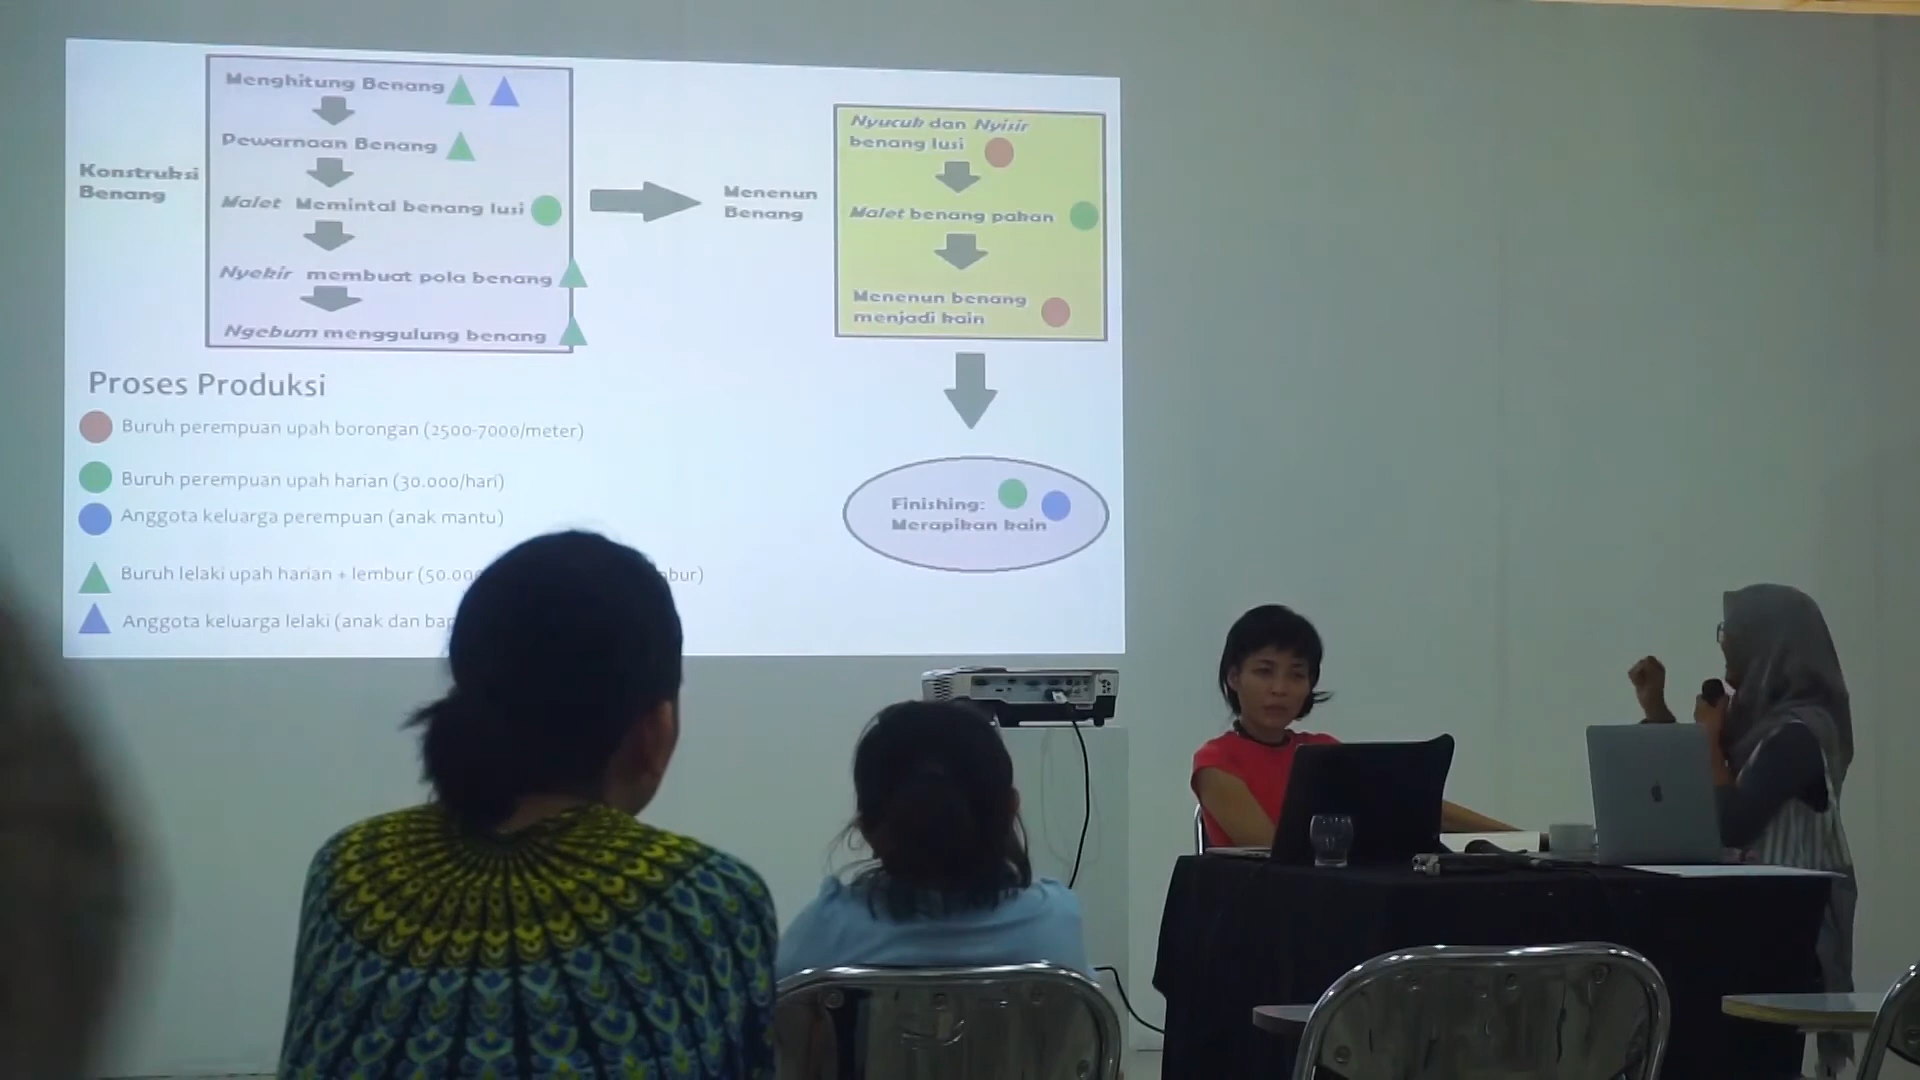 Menghitung Benang
Pewarnaan Benang
Konstruksi
Benang
Malet Memintal benang lusi
Nyekir membuat pola benang
Ngebum menggulung benang
Menenun
Benang
Nyucuk dan Nyisir
benang lusi
Malet benang pakan
Menenun benang
menjadi kain
Finishing:
Merapikan kain
Proses Produksi
Buruh perempuan upah borongan (2500-7000/meter)
Buruh perempuan upah harian (30.000/hari)
Anggota keluarga perempuan (anak mantu)
Buruh lelaki upah harian + lembur (50.00
Anggota keluarga lelaki (anak dan